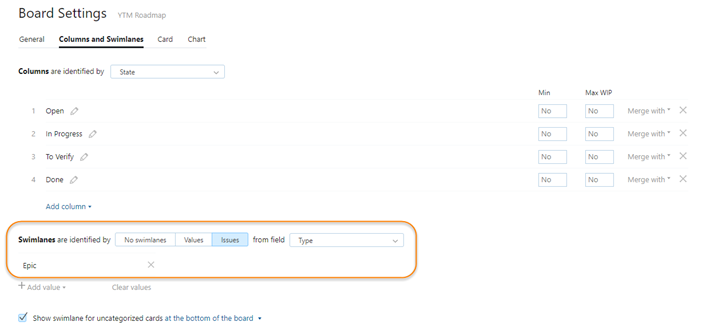 Board Settings YTM Roadmap
General Columns and Swimlanes Card Chart
Columns are identified by State
Min Max WIP
1 Open No No Merge with *
2 In Progress No No Merge with *
3 To Verify No No Merge with *
4 Done No No Merge with *
Add column
Swimlanes are identified by No swimlanes Values Issues from field Type
Epic
Add value Clear values
Show swimlane for uncategorized cards at the bottom of the board